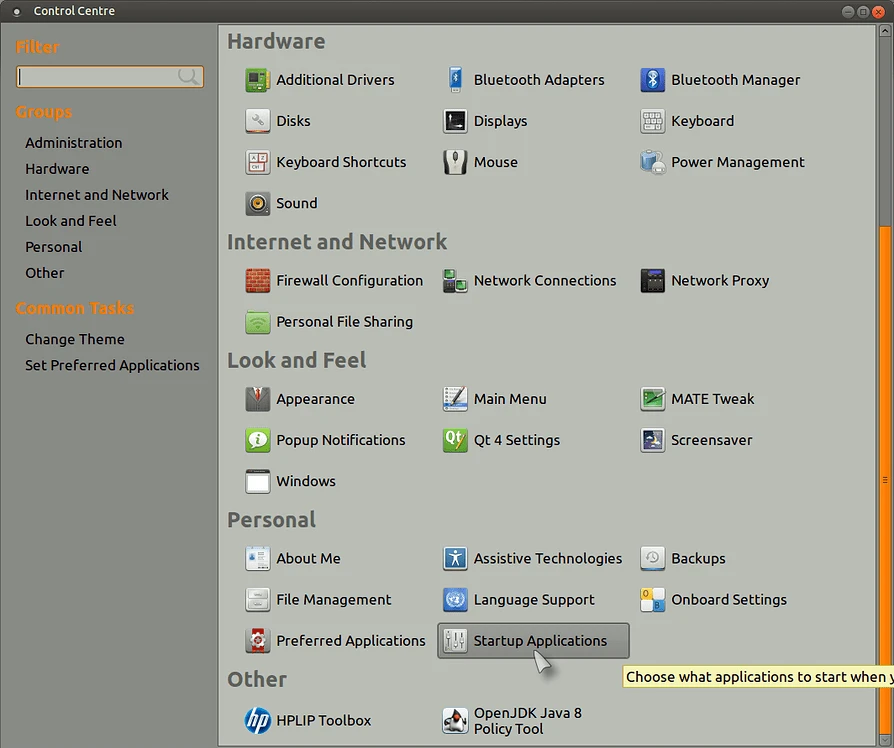 Control Centre
Filter
Groups
Administration
Hardware
Internet and Network
Look and Feel
Personal
Other
Common Tasks
Change Theme
Set Preferred Applications
Hardware
Additional Drivers
Bluetooth Adapters
Bluetooth Manager
Disks
Displays
Keyboard
Keyboard Shortcuts
Mouse
Power Management
Sound
Internet and Network
Firewall Configuration
Network Connections
Network Proxy
Personal File Sharing
Look and Feel
Appearance
Main Menu
MATE Tweak
Popup Notifications
Qt 4 Settings
Screensaver
Windows
Personal
About Me
Assistive Technologies
Backups
File Management
Language Support
Onboard Settings
Preferred Applications
Startup Applications
Choose what applications to start when y
Other
HPLIP Toolbox
OpenJDK Java 8
Policy Tool